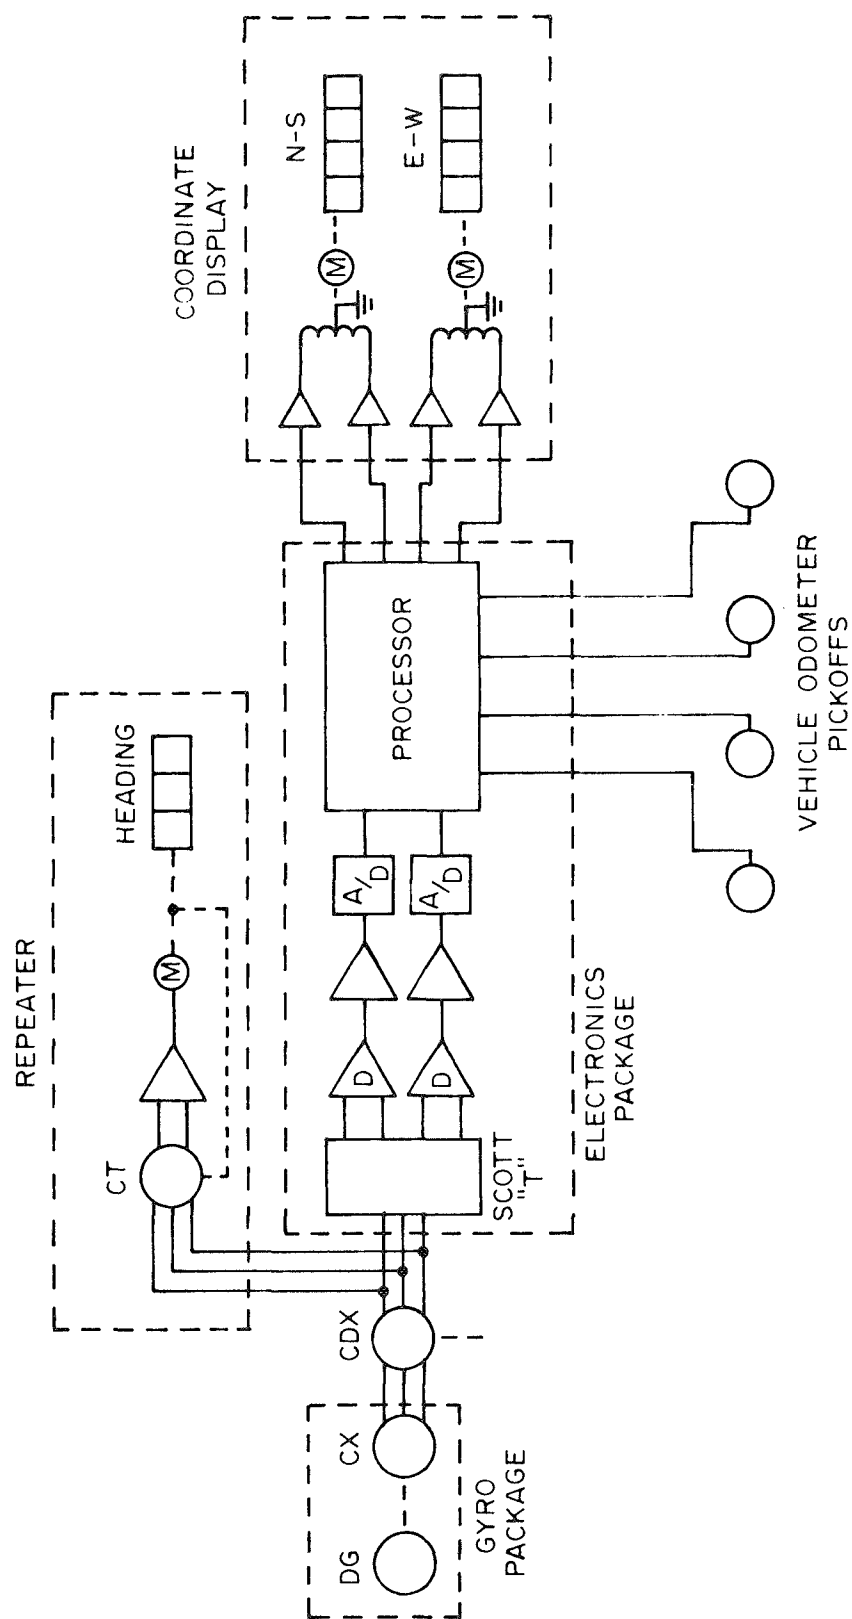 REPEATER
CT
M
HEADING
COORDINATE
DISPLAY
N-S
M
E-W
M
DG
CX
GYRO
PACKAGE
CDX
SCOTT
"T"
D
D
A/D
A/D
PROCESSOR
ELECTRONICS
PACKAGE
VEHICLE ODOMETER
PICKOFFS